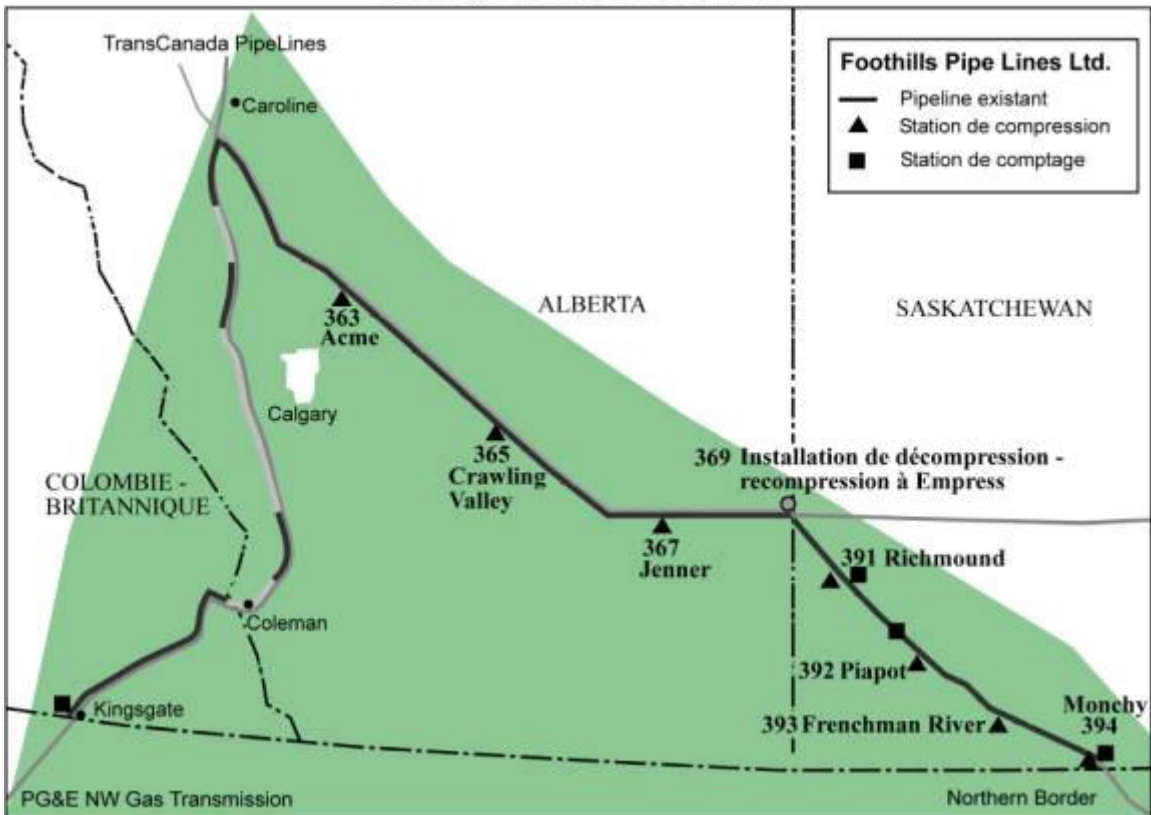 TransCanada PipeLines
Caroline
Foothills Pipe Lines Ltd.
Pipeline existant
Station de compression
Station de comptage
ALBERTA
SASKATCHEWAN
363
Acme
Calgary
365
Crawling
Valley
COLOMBIE -
BRITANNIQUE
369 Installation de décompression -
recompression à Empress
367
Jenner
391 Richmound
Coleman
392 Piapot
Kingsgate
393 Frenchman River
Monchy
394
PG&E NW Gas Transmission
Northern Border